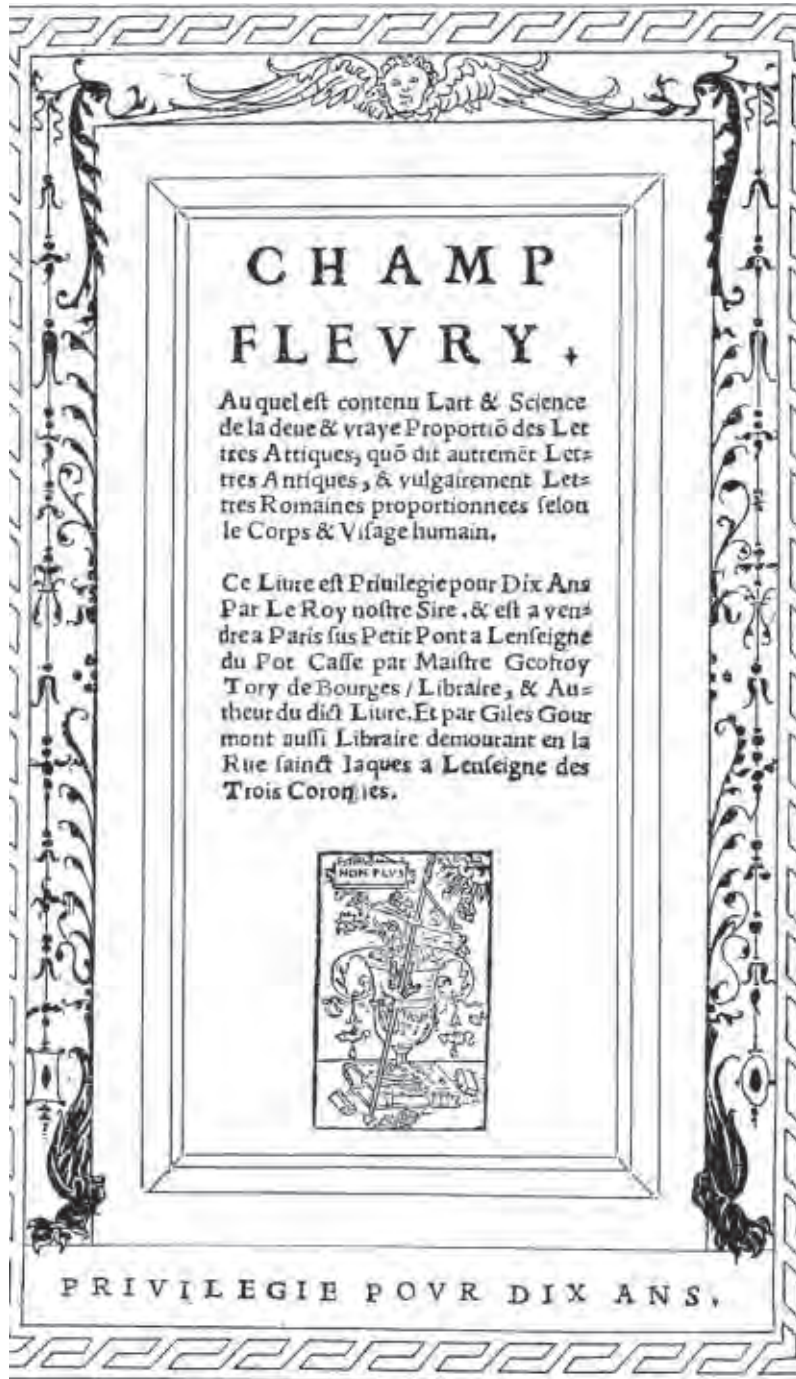 CHAMP
FLEVRY.
Au quel eſt contenu Lart & Science
de la deue & vraye Proportiõ des Let
tres Attiques, quõ dit autremẽt Let⸗
tres Antiques, & vulgairement Let⸗
tres Romaines proportionnees ſelon
le Corps & Viſage humain.
Ce Liure eſt Priuilegie pour Dix Ans
Par Le Roy noſtre Sire. & eſt a ven⸗
dre a Paris ſus Petit Pont a Lenſeigne
du Pot Caſſe par Maiſtre Geofroy
Tory de Bourges / Libraire, & Au⸗
theur du dict Liure. Et par Giles Gour
mont auſſi Libraire demourant en la
Rue ſainct Iaques a Lenſeigne des
Trois Coronnes.
NON PLVS
PRIVILEGIE POVR DIX ANS.